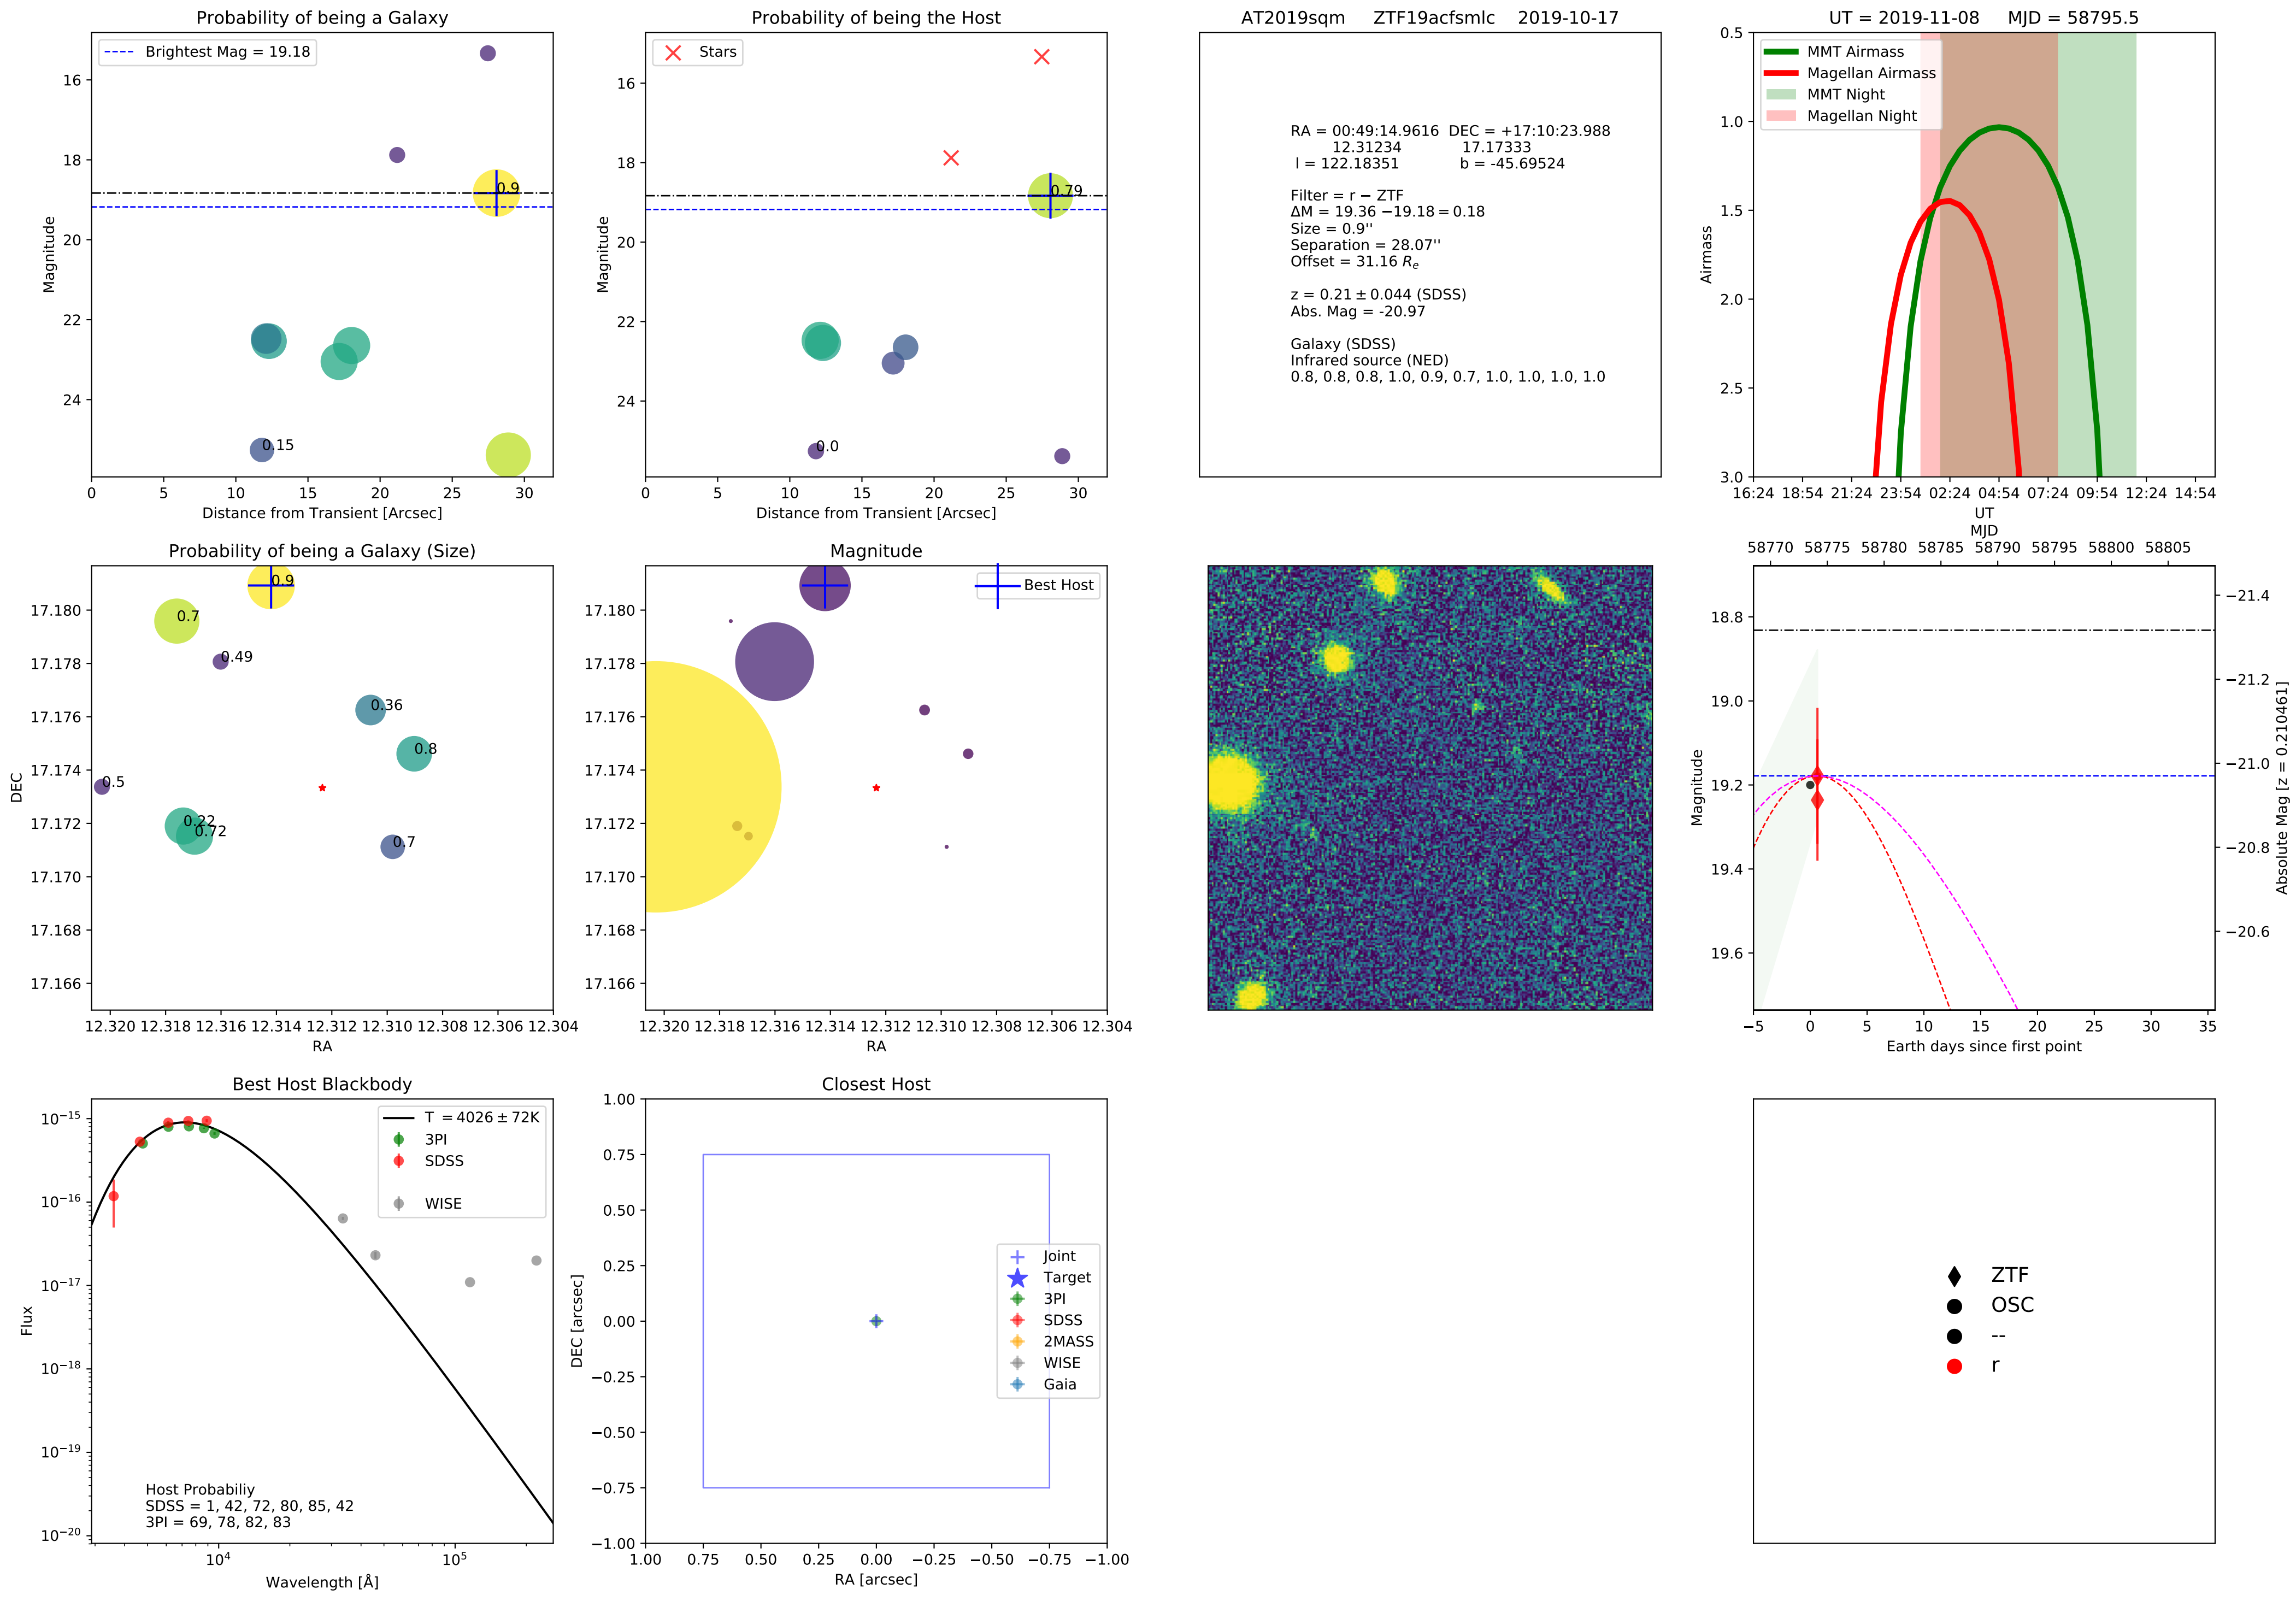 Probability of being a Galaxy
Brightest Mag = 19.18
0.9
0.15
16
18
20
22
24
Magnitude
0 5 10 15 20 25 30
Distance from Transient [Arcsec]
Probability of being the Host
Stars
0.79
0.0
16
18
20
22
24
Magnitude
0 5 10 15 20 25 30
Distance from Transient [Arcsec]
AT2019sqm ZTF19acfsmlc 2019-10-17
RA = 00:49:14.9616 DEC = +17:10:23.988
12.31234 17.17333
l = 122.18351 b = -45.69524
Filter = r − ZTF
ΔM = 19.36 −19.18 = 0.18
Size = 0.9''
Separation = 28.07''
Offset = 31.16 Re
z = 0.21 ± 0.044 (SDSS)
Abs. Mag = -20.97
Galaxy (SDSS)
Infrared source (NED)
0.8, 0.8, 0.8, 1.0, 0.9, 0.7, 1.0, 1.0, 1.0, 1.0
UT = 2019-11-08 MJD = 58795.5
MMT Airmass
Magellan Airmass
MMT Night
Magellan Night
0.5
1.0
1.5
2.0
2.5
3.0
Airmass
16:24 18:54 21:24 23:54 02:24 04:54 07:24 09:54 12:24 14:54
UT
Probability of being a Galaxy (Size)
0.9
0.7
0.49
0.36
0.8
0.5
0.22
0.72
0.7
17.180
17.178
17.176
17.174
17.172
17.170
17.168
17.166
DEC
12.320 12.318 12.316 12.314 12.312 12.310 12.308 12.306 12.304
RA
Magnitude
Best Host
17.180
17.178
17.176
17.174
17.172
17.170
17.168
17.166
12.320 12.318 12.316 12.314 12.312 12.310 12.308 12.306 12.304
RA
MJD
58770 58775 58780 58785 58790 58795 58800 58805
18.8
19.0
19.2
19.4
19.6
Magnitude
−21.4
−21.2
−21.0
−20.8
−20.6
Absolute Mag [z = 0.210461]
−5 0 5 10 15 20 25 30 35
Earth days since first point
Best Host Blackbody
T = 4026 ± 72K
3PI
SDSS
WISE
10−15
10−16
10−17
10−18
10−19
10−20
Flux
Host Probabiliy
SDSS = 1, 42, 72, 80, 85, 42
3PI = 69, 78, 82, 83
104 105
Wavelength [Å]
Closest Host
Joint
Target
3PI
SDSS
2MASS
WISE
Gaia
1.00
0.75
0.50
0.25
0.00
−0.25
−0.50
−0.75
−1.00
DEC [arcsec]
1.00 0.75 0.50 0.25 0.00 −0.25 −0.50 −0.75 −1.00
RA [arcsec]
ZTF
OSC
--
r